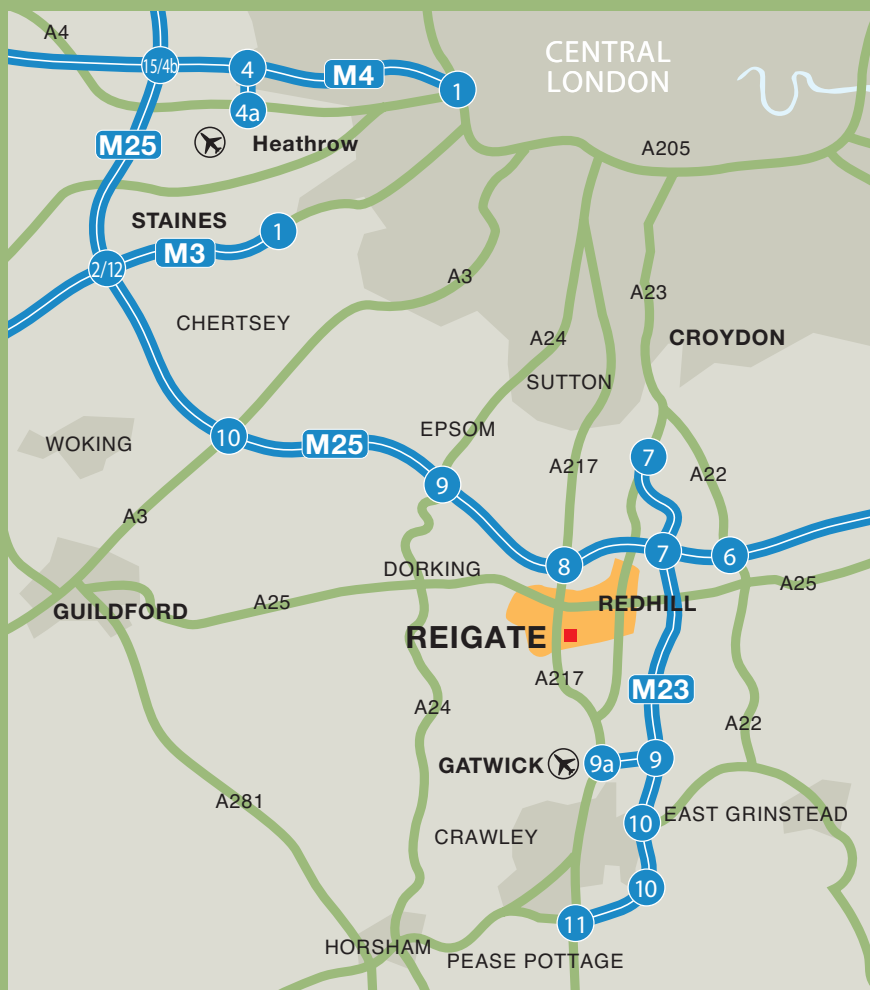 A4
CENTRAL
LONDON
15/4b
4
M4
1
4a
M25
Heathrow
A205
STAINES
1
M3
2/12
A3
A23
CHERTSEY
A24
CROYDON
SUTTON
EPSOM
10
M25
WOKING
7
A217
A22
9
A3
7
6
8
DORKING
A25
A25
REDHILL
GUILDFORD
REIGATE
A217
M23
A24
A22
GATWICK
9a
9
A281
10
EAST GRINSTEAD
CRAWLEY
10
11
HORSHAM
PEASE POTTAGE